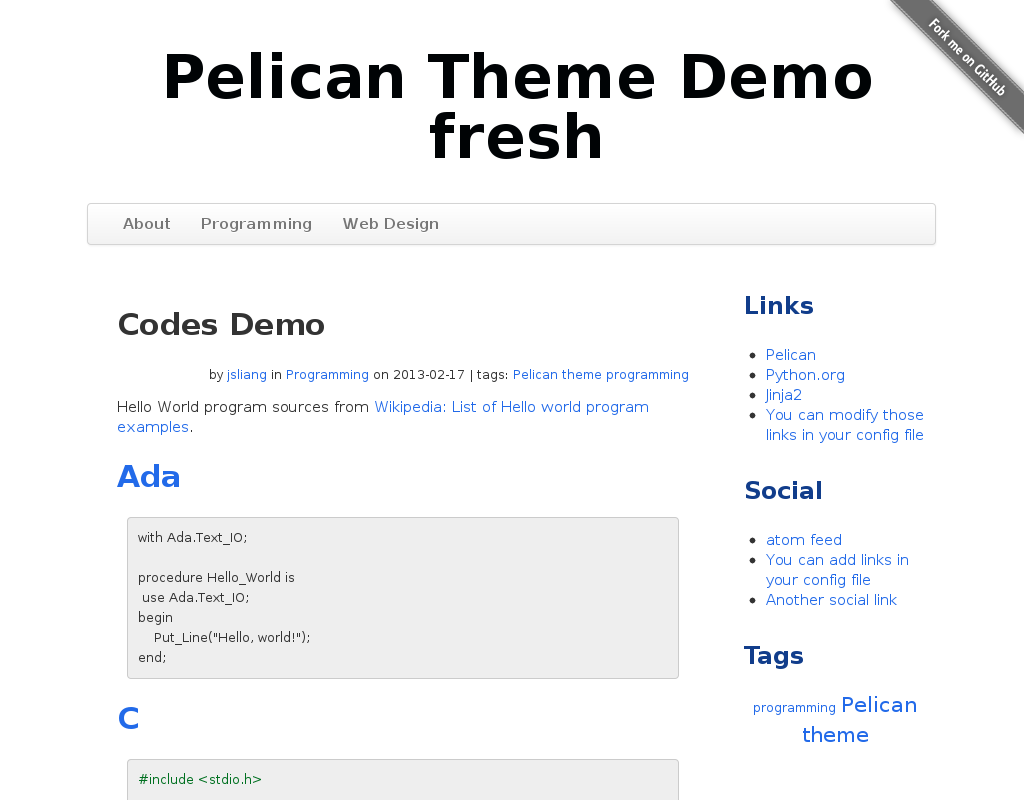 Fork me on GitHub
Pelican Theme Demo
fresh
About Programming Web Design
Codes Demo
by jsliang in Programming on 2013-02-17 | tags: Pelican theme programming
Hello World program sources from Wikipedia: List of Hello world program
examples.
Ada
with Ada.Text_IO;
procedure Hello_World is
use Ada.Text_IO;
begin
Put_Line("Hello, world!");
end;
C
#include <stdio.h>
Links
Pelican
Python.org
Jinja2
You can modify those
links in your config file
Social
atom feed
You can add links in
your config file
Another social link
Tags
programming Pelican
theme